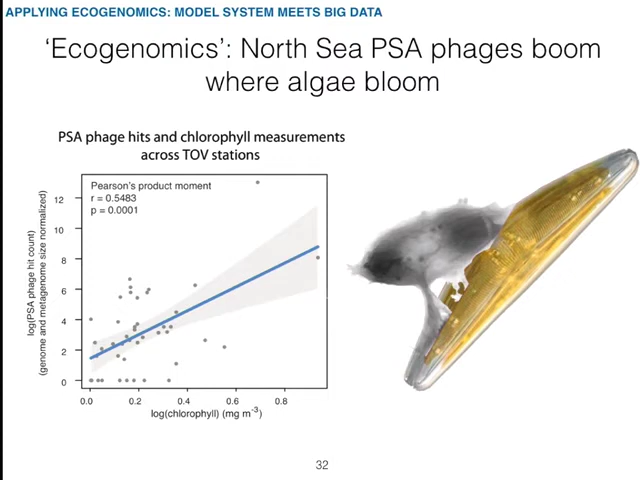 APPLYING ECOGENOMICS: MODEL SYSTEM MEETS BIG DATA
‘Ecogenomics’: North Sea PSA phages boom
where algae bloom
PSA phage hits and chlorophyll measurements
across TOV stations
Pearson's product moment
r = 0.5483
p = 0.0001
log(PSA phage hit count)
(genome and metagenome size normalized)
12
10
8
6
4
2
0
0.0 0.2 0.4 0.6 0.8
log(chlorophyll) (mg m⁻³)
32